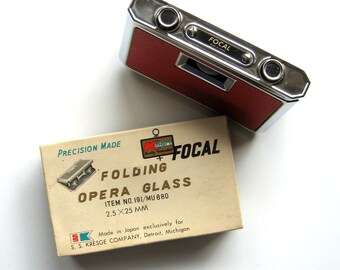 FOCAL
PRECISION MADE
FOCAL
FOLDING
OPERA GLASS
ITEM NO. 191/MU880
2.5 X 25 MM
Made in Japan exclusively for
S. S. KRESGE COMPANY, Detroit, Michigan